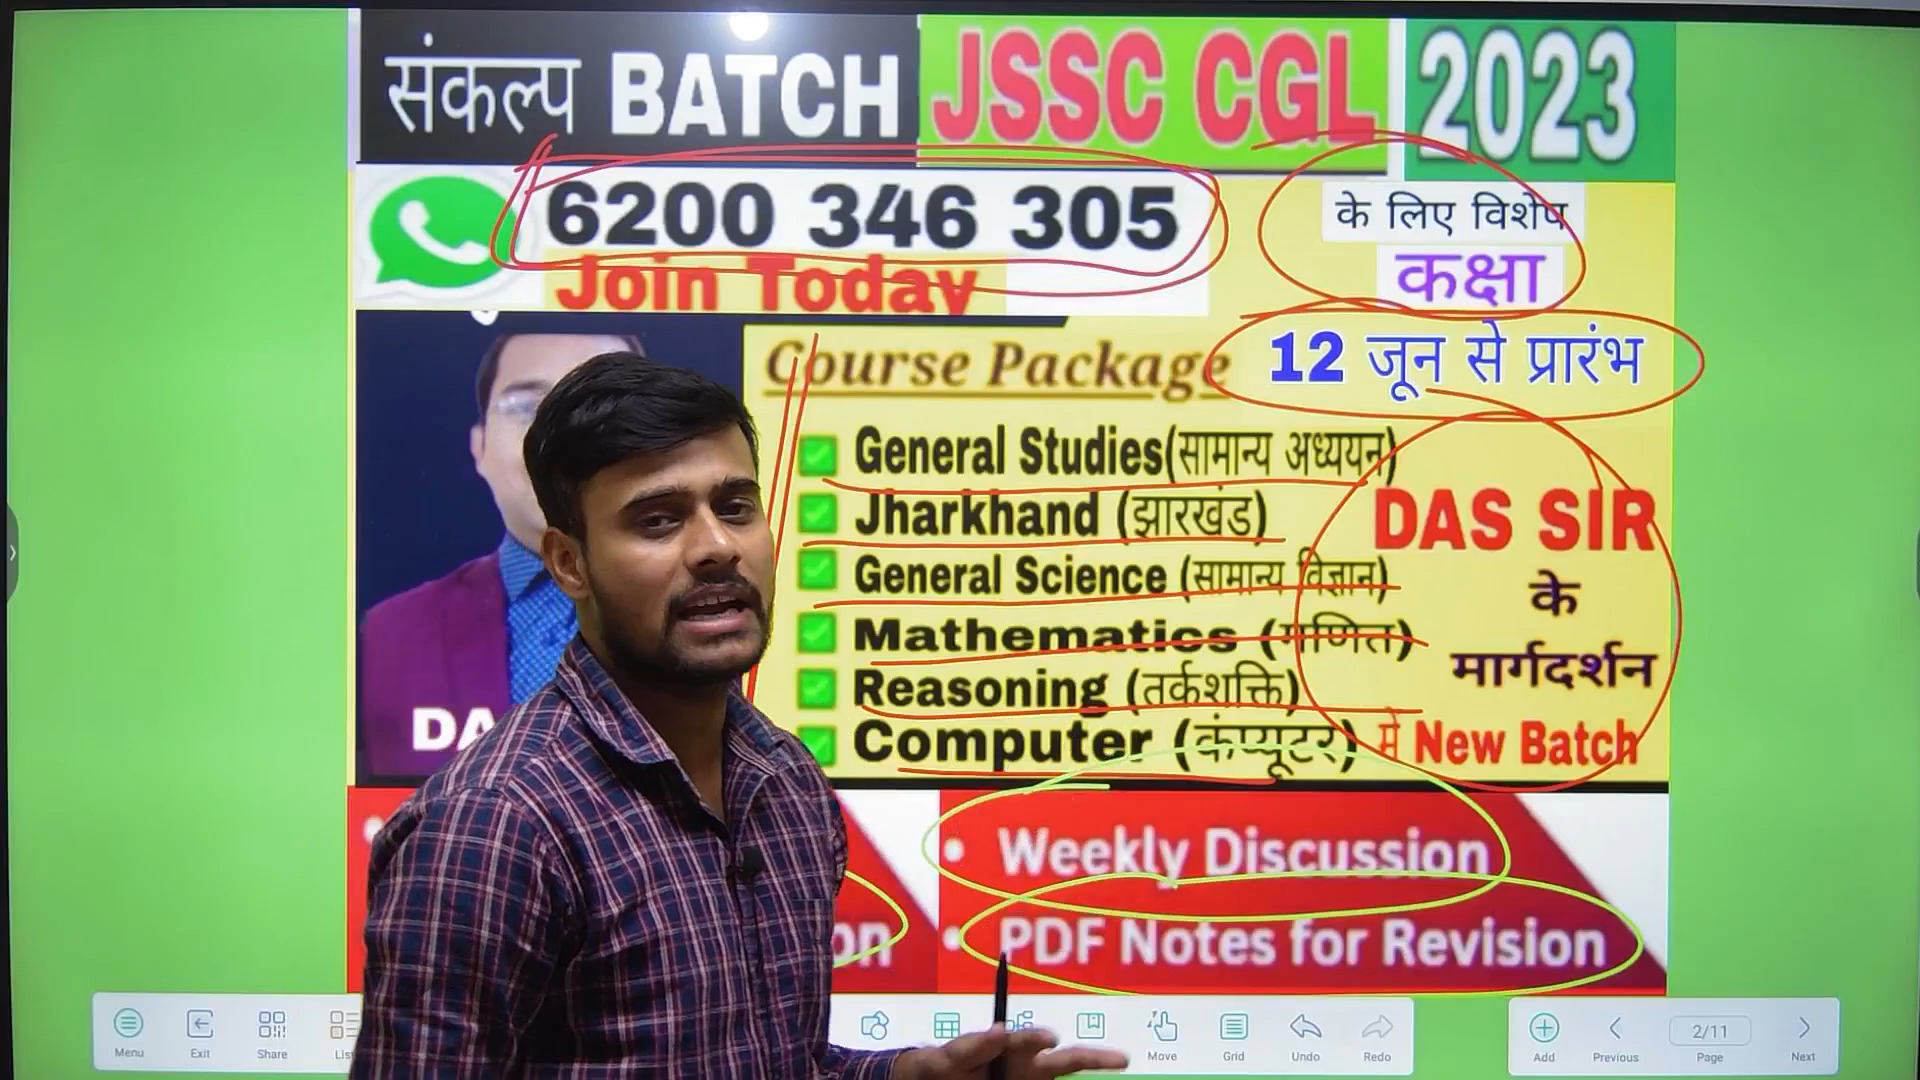 संकल्प BATCH JSSC CGL 2023
6200 346 305
के लिए विशेष
Join Today
कक्षा
Course Package
12 जून से प्रारंभ
General Studies(सामान्य अध्ययन)
Jharkhand (झारखंड)
DAS SIR
General Science (सामान्य विज्ञान)
के
Mathematics (गणित)
मार्गदर्शन
Reasoning (तर्कशक्ति)
DA
Computer (कंप्यूटर) में New Batch
• Weekly Discussion
on
• PDF Notes for Revision
Menu Exit Share Move Grid Undo Redo Add Previous 2/11 Page Next